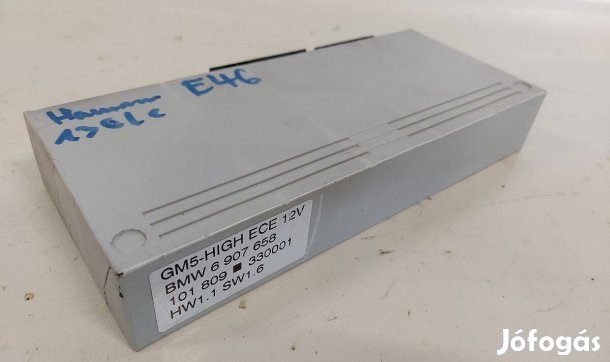 E46
GM5-HIGH ECE 12V
BMW 6 907 658
101 809 ■ 330001
HW1.1 SW1.6
Jófogás